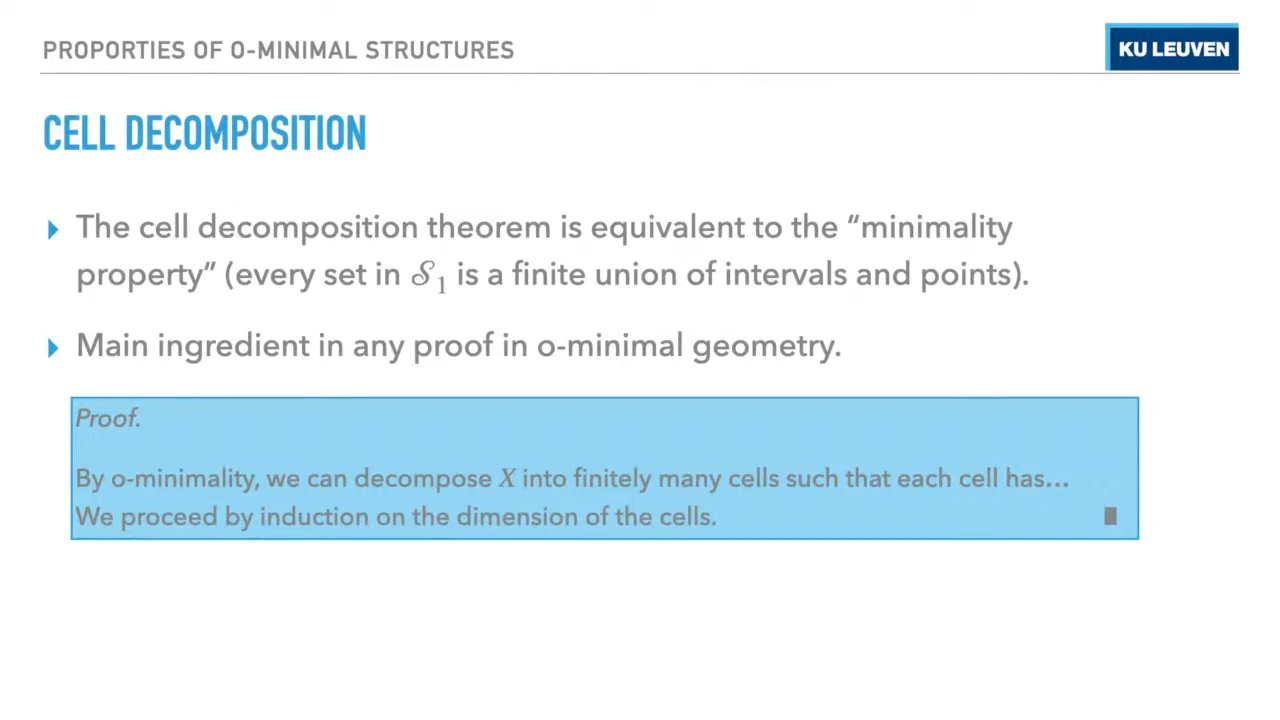 PROPORTIES OF O-MINIMAL STRUCTURES
KU LEUVEN
CELL DECOMPOSITION
The cell decomposition theorem is equivalent to the “minimality
property” (every set in 𝒮₁ is a finite union of intervals and points).
Main ingredient in any proof in o-minimal geometry.
Proof.
By o-minimality, we can decompose X into finitely many cells such that each cell has…
We proceed by induction on the dimension of the cells.